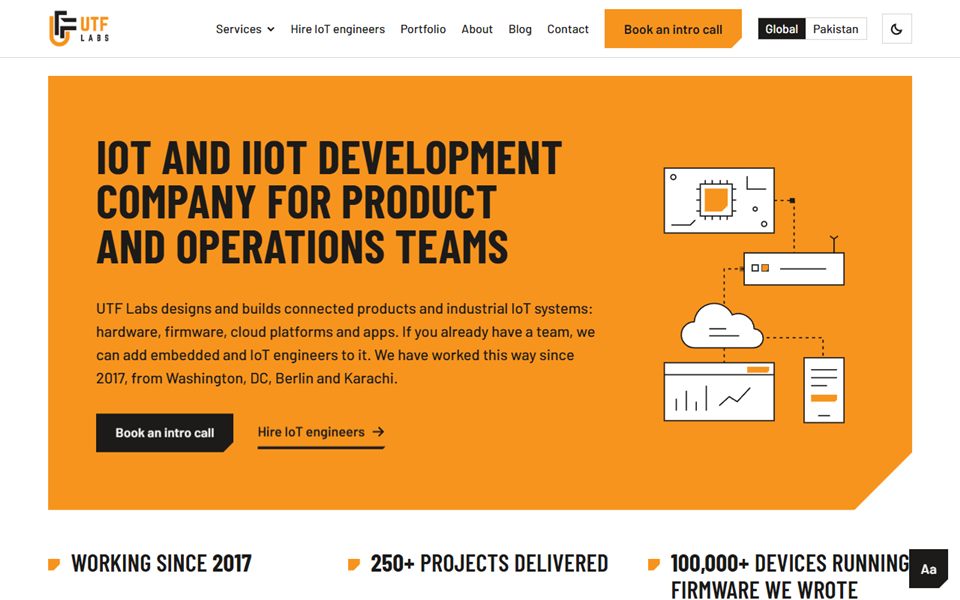 UTF
LABS
Services
Hire IoT engineers
Portfolio
About
Blog
Contact
Book an intro call
Global
Pakistan
IOT AND IIOT DEVELOPMENT
COMPANY FOR PRODUCT
AND OPERATIONS TEAMS
UTF Labs designs and builds connected products and industrial IoT systems:
hardware, firmware, cloud platforms and apps. If you already have a team, we
can add embedded and IoT engineers to it. We have worked this way since
2017, from Washington, DC, Berlin and Karachi.
Book an intro call
Hire IoT engineers
WORKING SINCE 2017
250+ PROJECTS DELIVERED
100,000+ DEVICES RUNNING
FIRMWARE WE WROTE
Aa